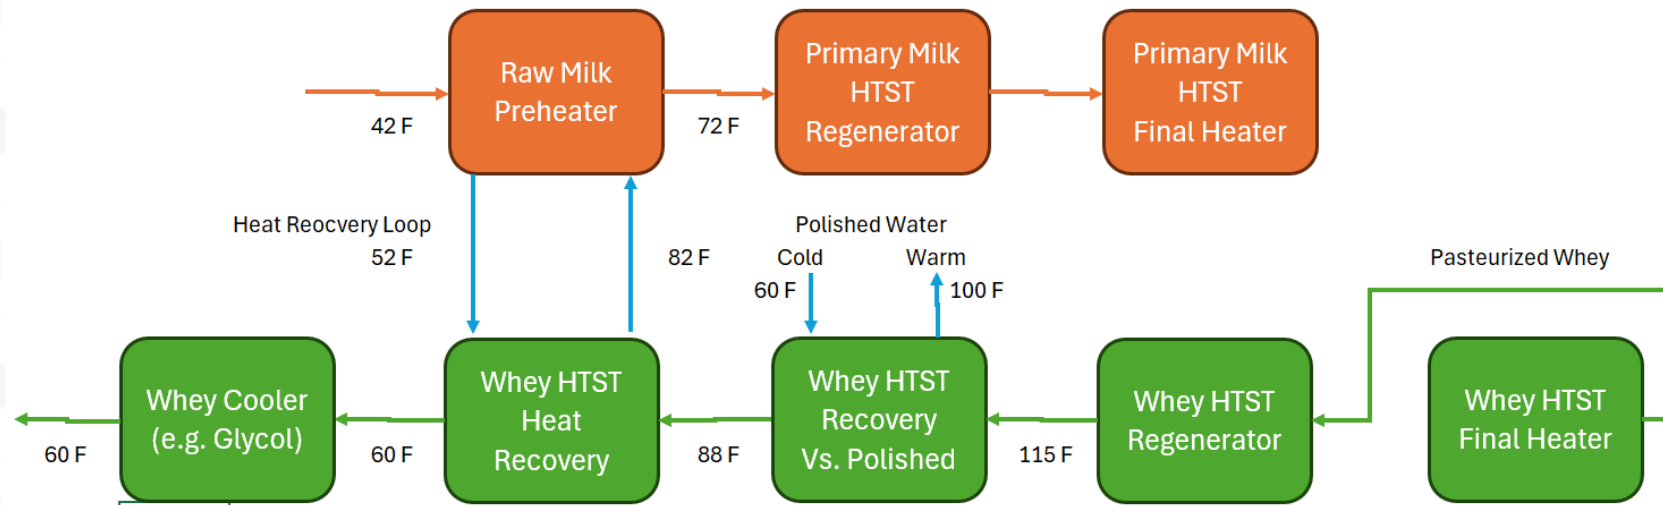 Raw Milk
Preheater
Primary Milk
HTST
Regenerator
Primary Milk
HTST
Final Heater
42 F
72 F
Heat Reocvery Loop
52 F
82 F
Polished Water
Cold
Warm
60 F
100 F
Pasteurized Whey
Whey Cooler
(e.g. Glycol)
Whey HTST
Heat
Recovery
Whey HTST
Recovery
Vs. Polished
Whey HTST
Regenerator
Whey HTST
Final Heater
60 F
60 F
88 F
115 F